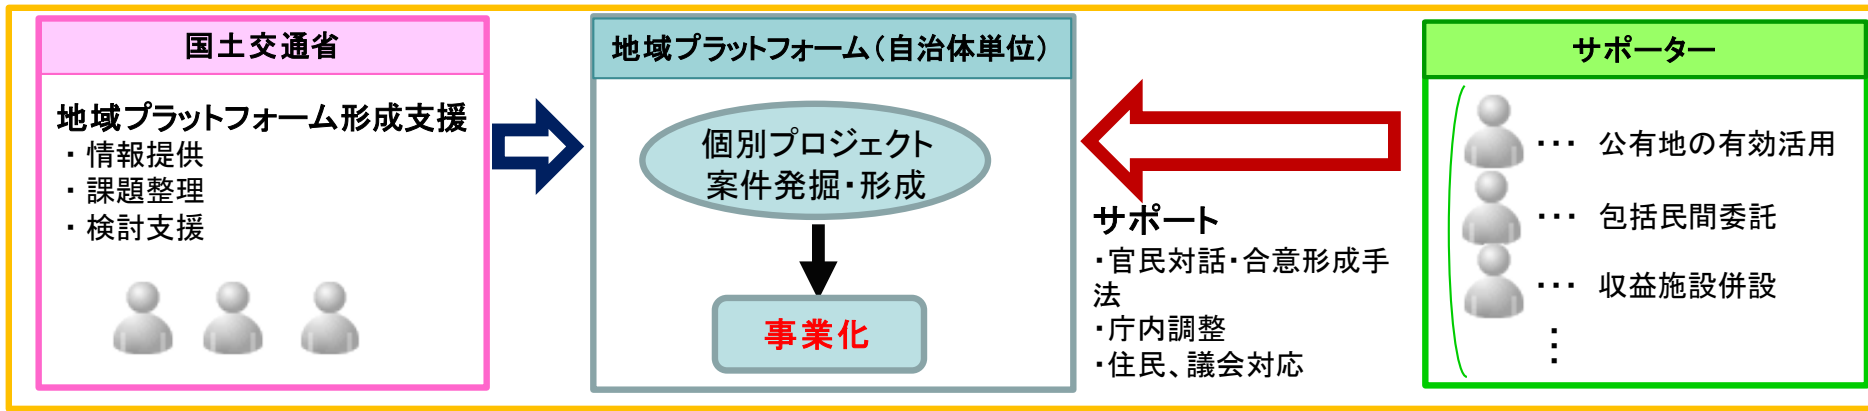 国土交通省
地域プラットフォーム形成支援
・情報提供
・課題整理
・検討支援
地域プラットフォーム（自治体単位）
個別プロジェクト
案件発掘・形成
事業化
サポート
・官民対話・合意形成手
法
・庁内調整
・住民、議会対応
サポーター
・・・ 公有地の有効活用
・・・ 包括民間委託
・・・ 収益施設併設
⋮